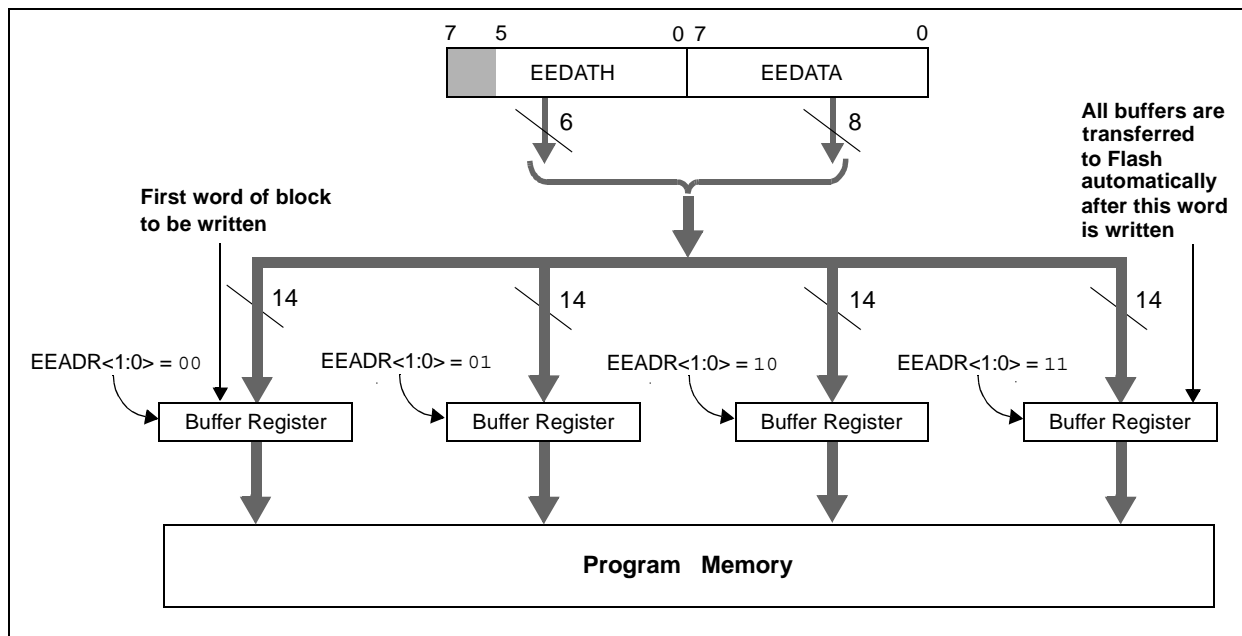 7 5 0 7 0
EEDATH EEDATA
6 8
All buffers are
transferred
to Flash
automatically
after this word
is written
First word of block
to be written
14 14 14 14
EEADR<1:0> = 00 EEADR<1:0> = 01 EEADR<1:0> = 10 EEADR<1:0> = 11
Buffer Register Buffer Register Buffer Register Buffer Register
Program Memory